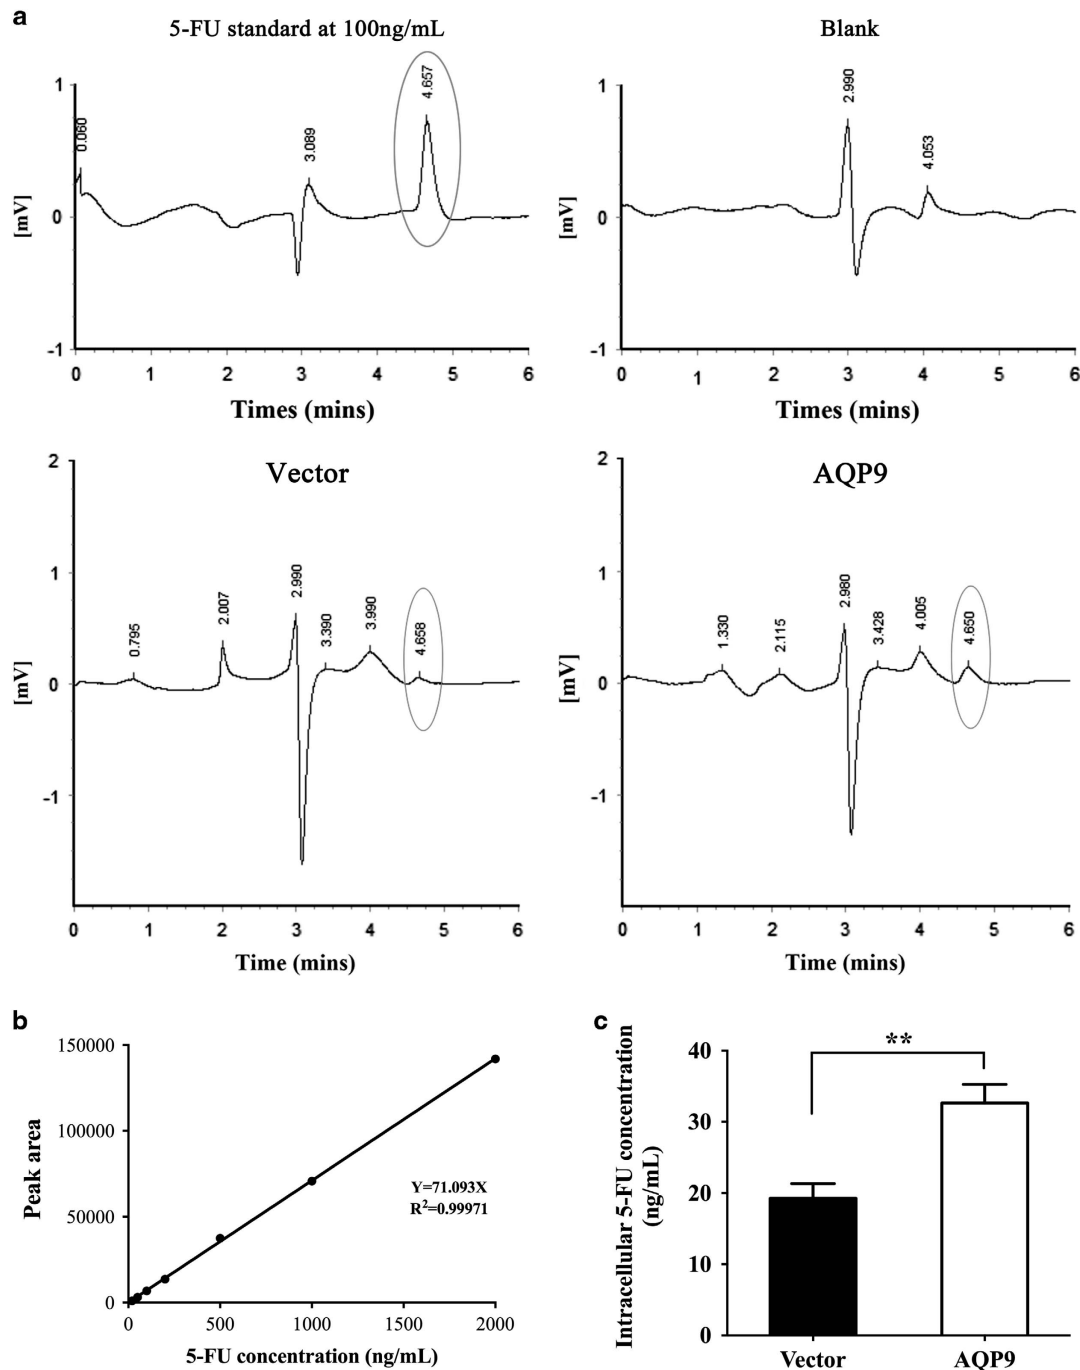 a
5-FU standard at 100ng/mL
Blank
1
0
-1
[mV]
0.060
3.089
4.657
0 1 2 3 4 5 6
Times (mins)
1
0
-1
[mV]
2.990
4.053
0 1 2 3 4 5 6
Times (mins)
Vector
2
1
0
-1
[mV]
0.795
2.007
2.990
3.390
3.990
4.658
0 1 2 3 4 5 6
Time (mins)
AQP9
2
1
0
-1
[mV]
1.330
2.115
2.980
3.428
4.005
4.650
0 1 2 3 4 5 6
Time (mins)
b
150000
100000
50000
0
Peak area
Y=71.093X
R²=0.99971
0 500 1000 1500 2000
5-FU concentration (ng/mL)
c
Intracellular 5-FU concentration
(ng/mL)
40
30
20
10
0
**
Vector AQP9